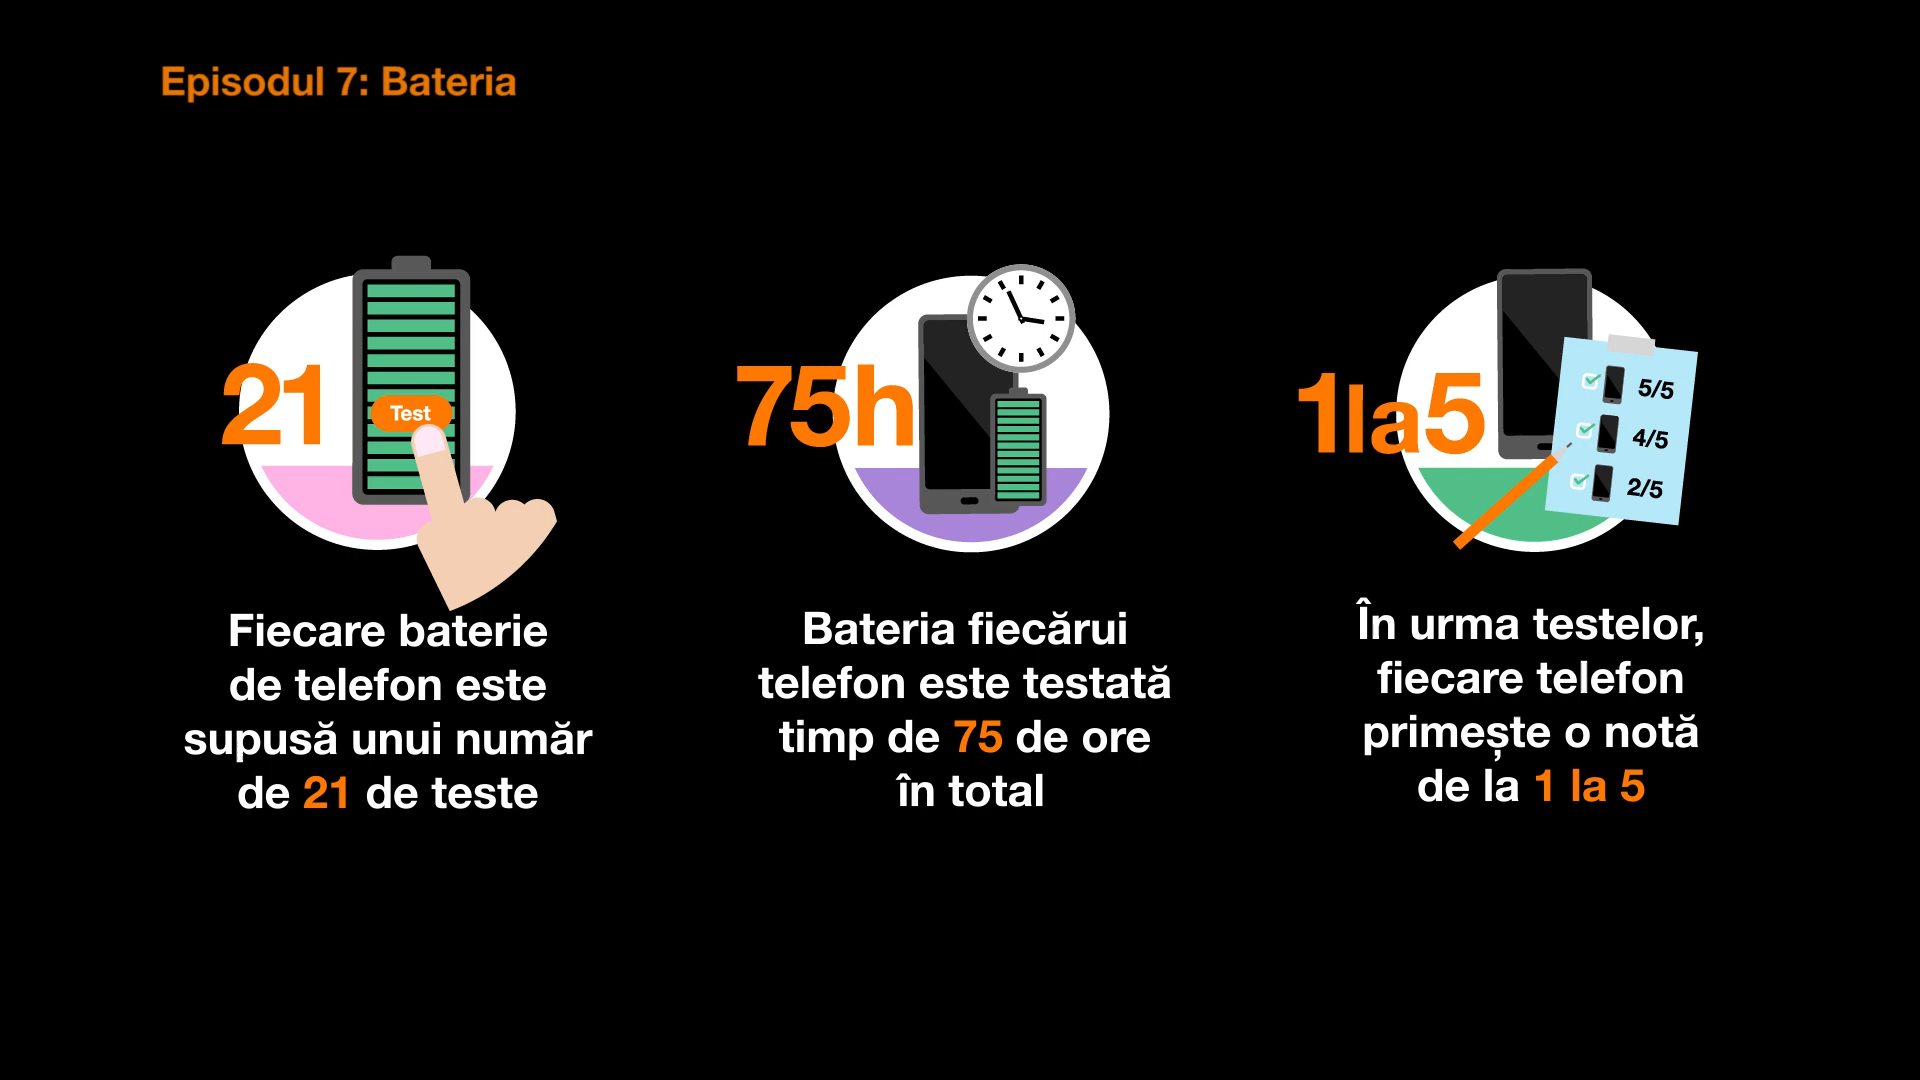 Episodul 7: Bateria
21
Test
Fiecare baterie
de telefon este
supusă unui număr
de 21 de teste
75h
Bateria fiecărui
telefon este testată
timp de 75 de ore
în total
1la5
5/5
4/5
2/5
În urma testelor,
fiecare telefon
primește o notă
de la 1 la 5